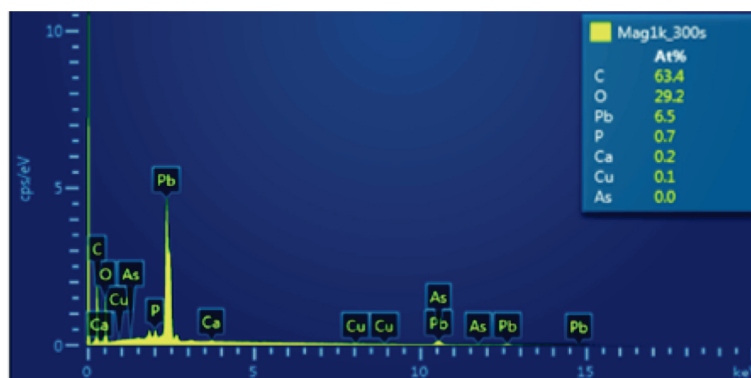 10
cps/eV
5
0
Mag1k_300s
At%
C 63.4
O 29.2
Pb 6.5
P 0.7
Ca 0.2
Cu 0.1
As 0.0
Pb
C
O As
Cu
Ca P Ca
As
Cu Cu Pb As Pb Pb
0 5 10 15 ke